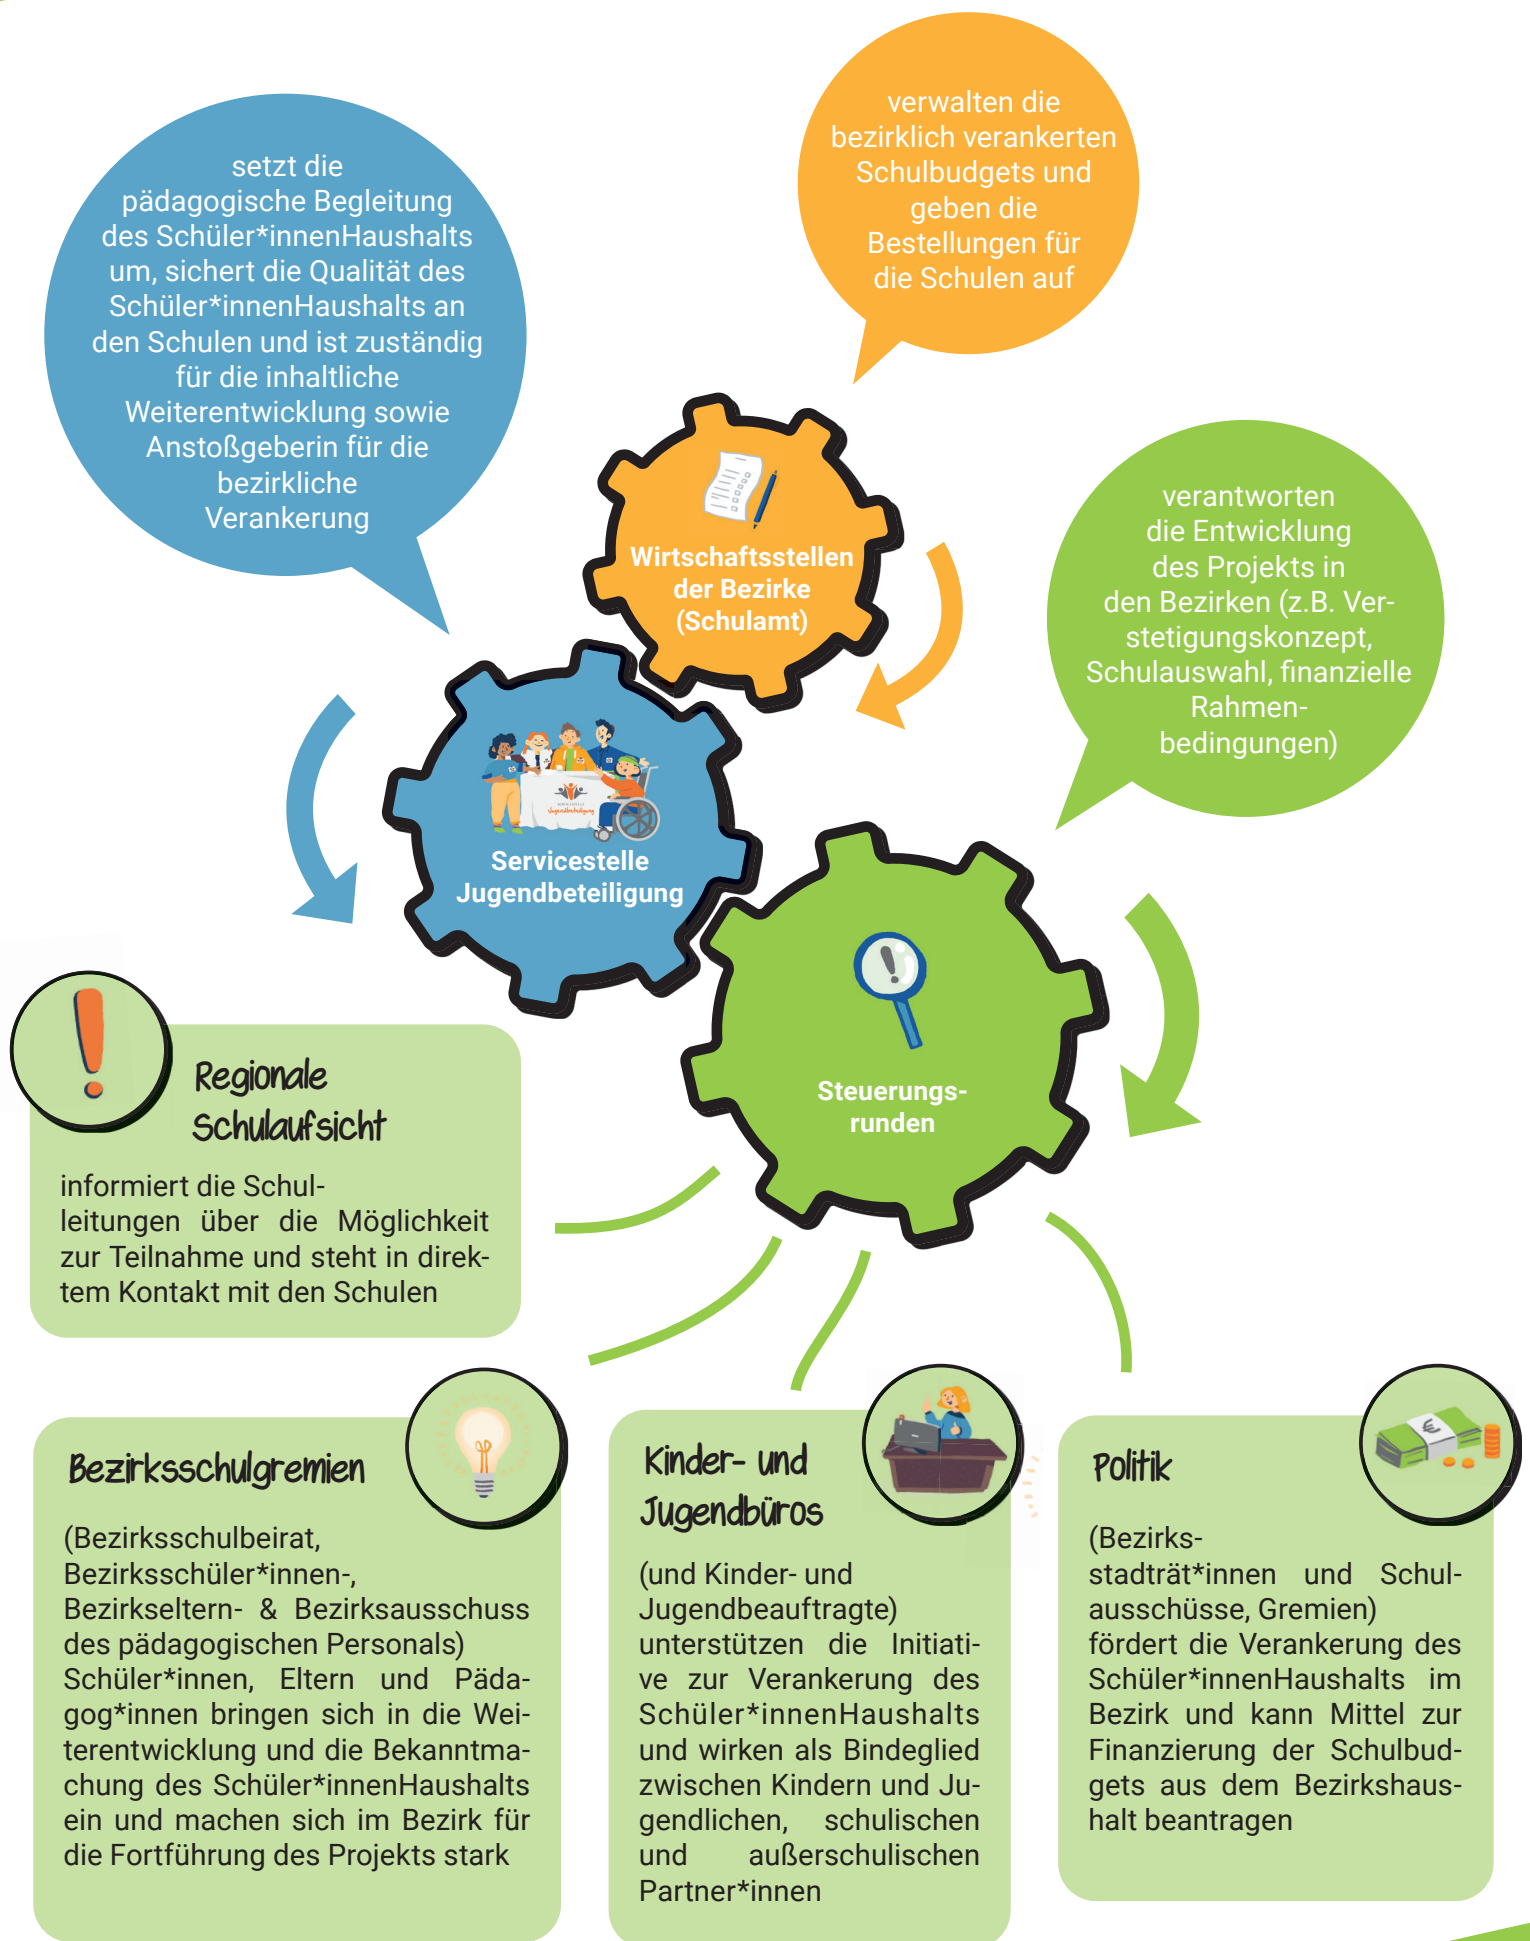 setzt die
pädagogische Begleitung
des Schüler*innenHaushalts
um, sichert die Qualität des
Schüler*innenHaushalts an
den Schulen und ist zuständig
für die inhaltliche
Weiterentwicklung sowie
Anstoßgeberin für die
bezirkliche
Verankerung
verwalten die
bezirklich verankerten
Schulbudgets und
geben die
Bestellungen für
die Schulen auf
Wirtschaftsstellen
der Bezirke
(Schulamt)
verantworten
die Entwicklung
des Projekts in
den Bezirken (z.B. Ver-
stetigungskonzept,
Schulauswahl, finanzielle
Rahmen-
bedingungen)
SERVICESTELLE
Jugendbeteiligung
Servicestelle
Jugendbeteiligung
Steuerungs-
runden
Regionale
Schulaufsicht
informiert die Schul-
leitungen über die Möglichkeit
zur Teilnahme und steht in direk-
tem Kontakt mit den Schulen
Bezirksschulgremien
(Bezirksschulbeirat,
Bezirksschüler*innen-,
Bezirkseltern- & Bezirksausschuss
des pädagogischen Personals)
Schüler*innen, Eltern und Päda-
gog*innen bringen sich in die Wei-
terentwicklung und die Bekanntma-
chung des Schüler*innenHaushalts
ein und machen sich im Bezirk für
die Fortführung des Projekts stark
Kinder- und
Jugendbüros
(und Kinder- und
Jugendbeauftragte)
unterstützen die Initiati-
ve zur Verankerung des
Schüler*innenHaushalts
und wirken als Bindeglied
zwischen Kindern und Ju-
gendlichen, schulischen
und außerschulischen
Partner*innen
Politik
€
(Bezirks-
stadträt*innen und Schul-
ausschüsse, Gremien)
fördert die Verankerung des
Schüler*innenHaushalts im
Bezirk und kann Mittel zur
Finanzierung der Schulbud-
gets aus dem Bezirkshaus-
halt beantragen